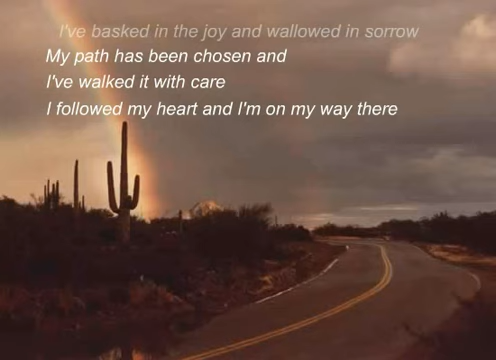 I've basked in the joy and wallowed in sorrow
My path has been chosen and
I've walked it with care
I followed my heart and I'm on my way there